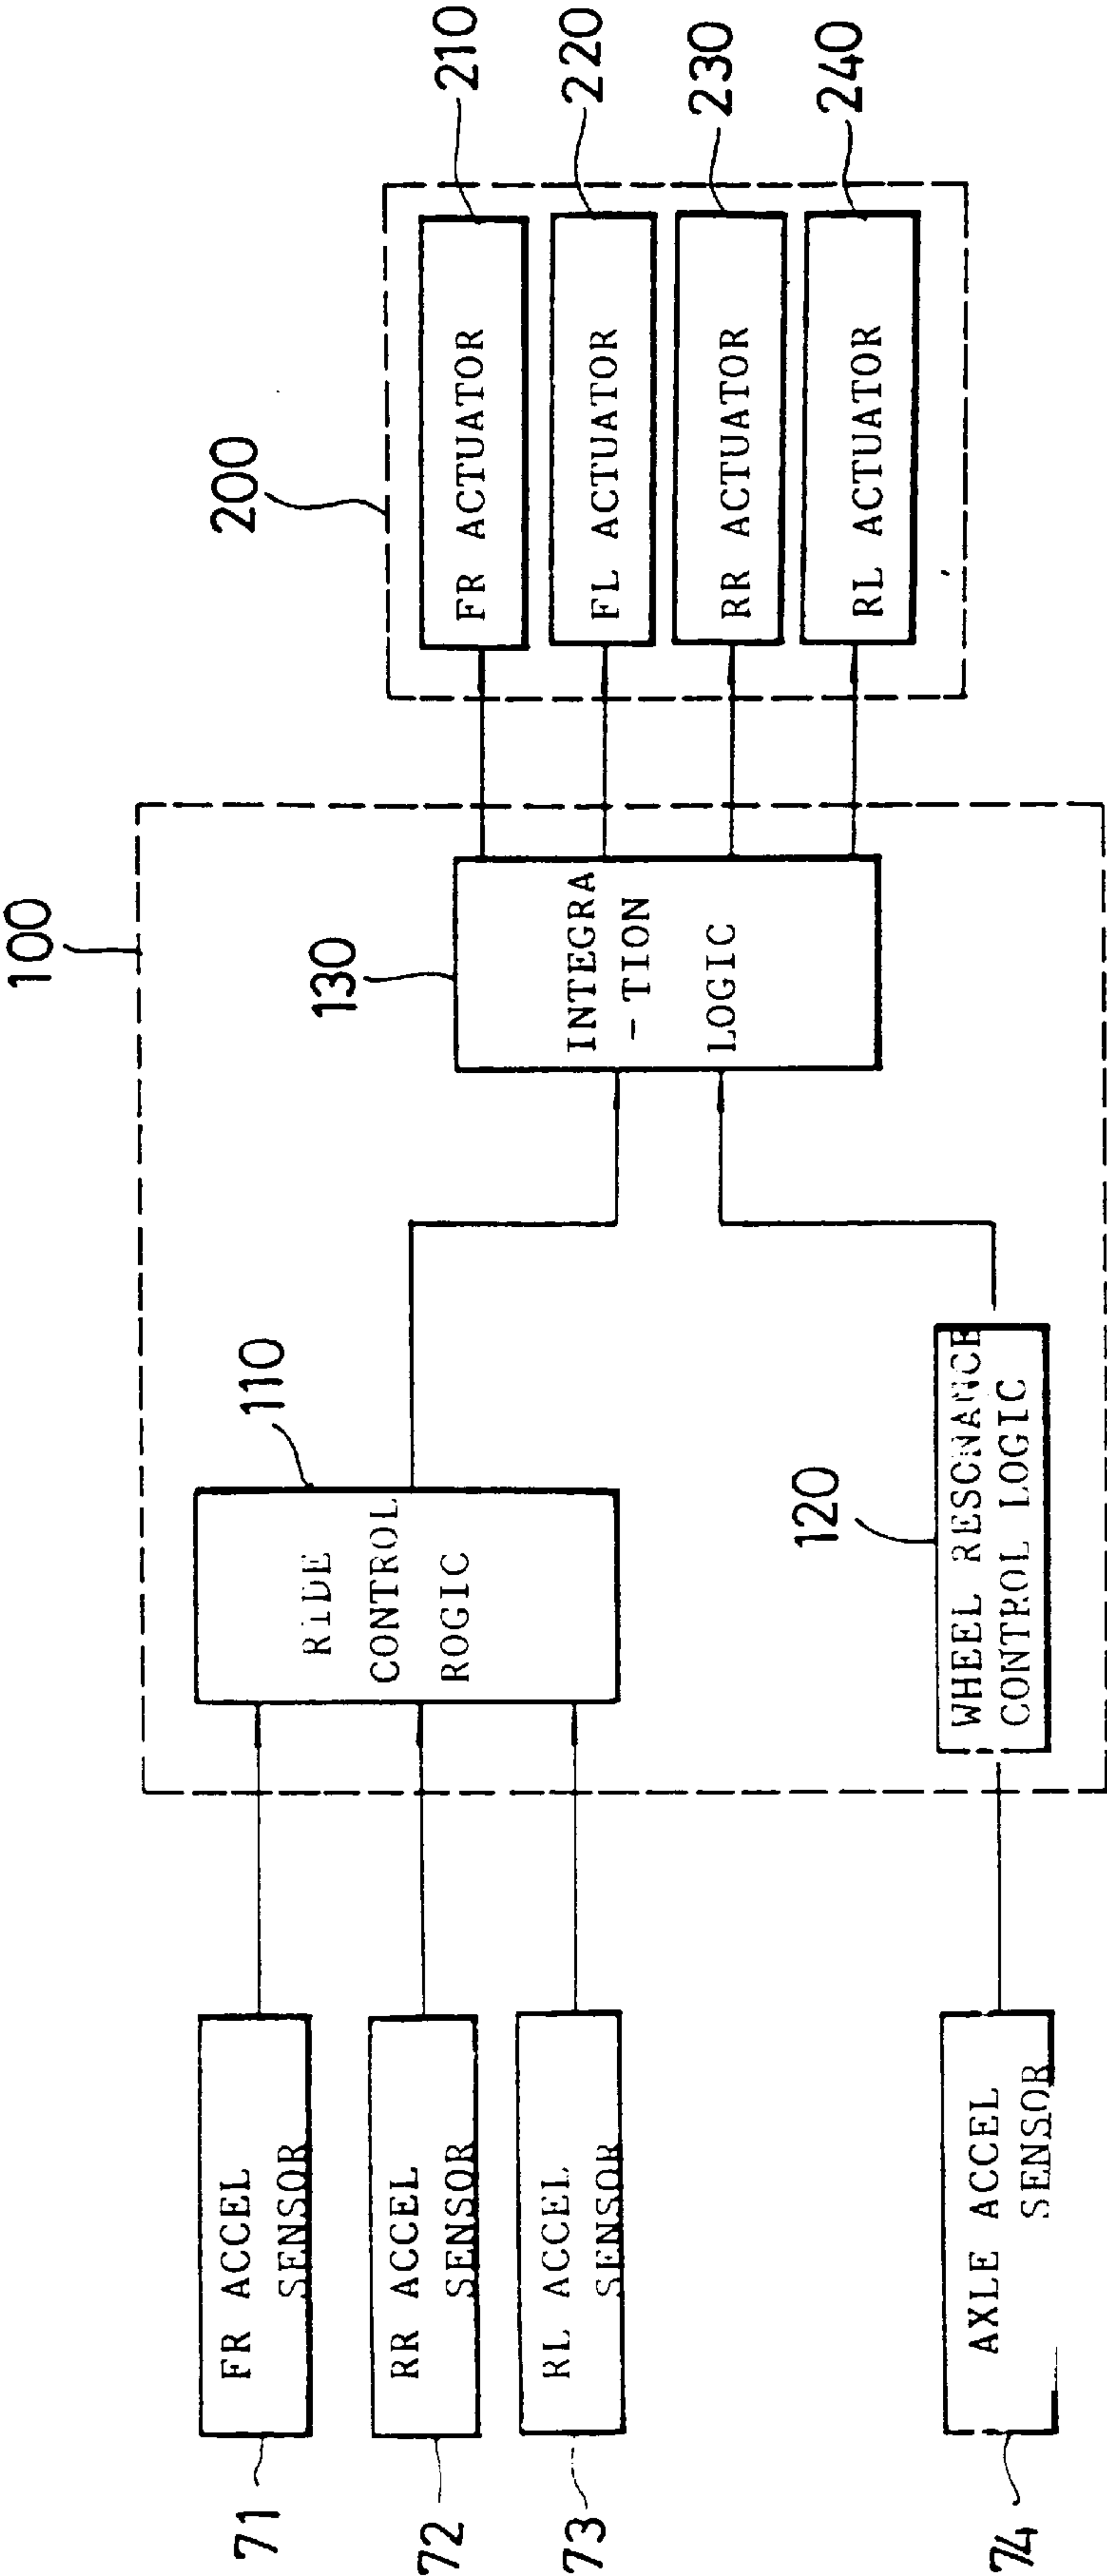 71
FR ACCEL
SENSOR
72
RR ACCEL
SENSOR
73
RL ACCEL
SENSOR
74
AXLE ACCEL
SENSOR
100
110
RIDE
CONTROL
ROGIC
120
WHEEL RESONANCE
CONTROL LOGIC
130
INTEGRA
-TION
LOGIC
200
FR ACTUATOR
210
FL ACTUATOR
220
RR ACTUATOR
230
RL ACTUATOR
240